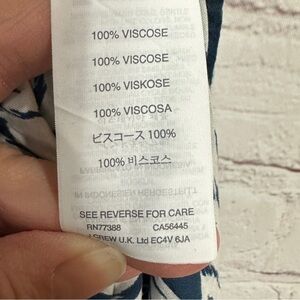 100% VISCOSE
100% VISCOSE
100% VISKOSE
100% VISCOSA
ビスコース 100%
100% 비스코스
SEE REVERSE FOR CARE
RN77388 CA56445
J.CREW U.K. Ltd EC4V 6JA